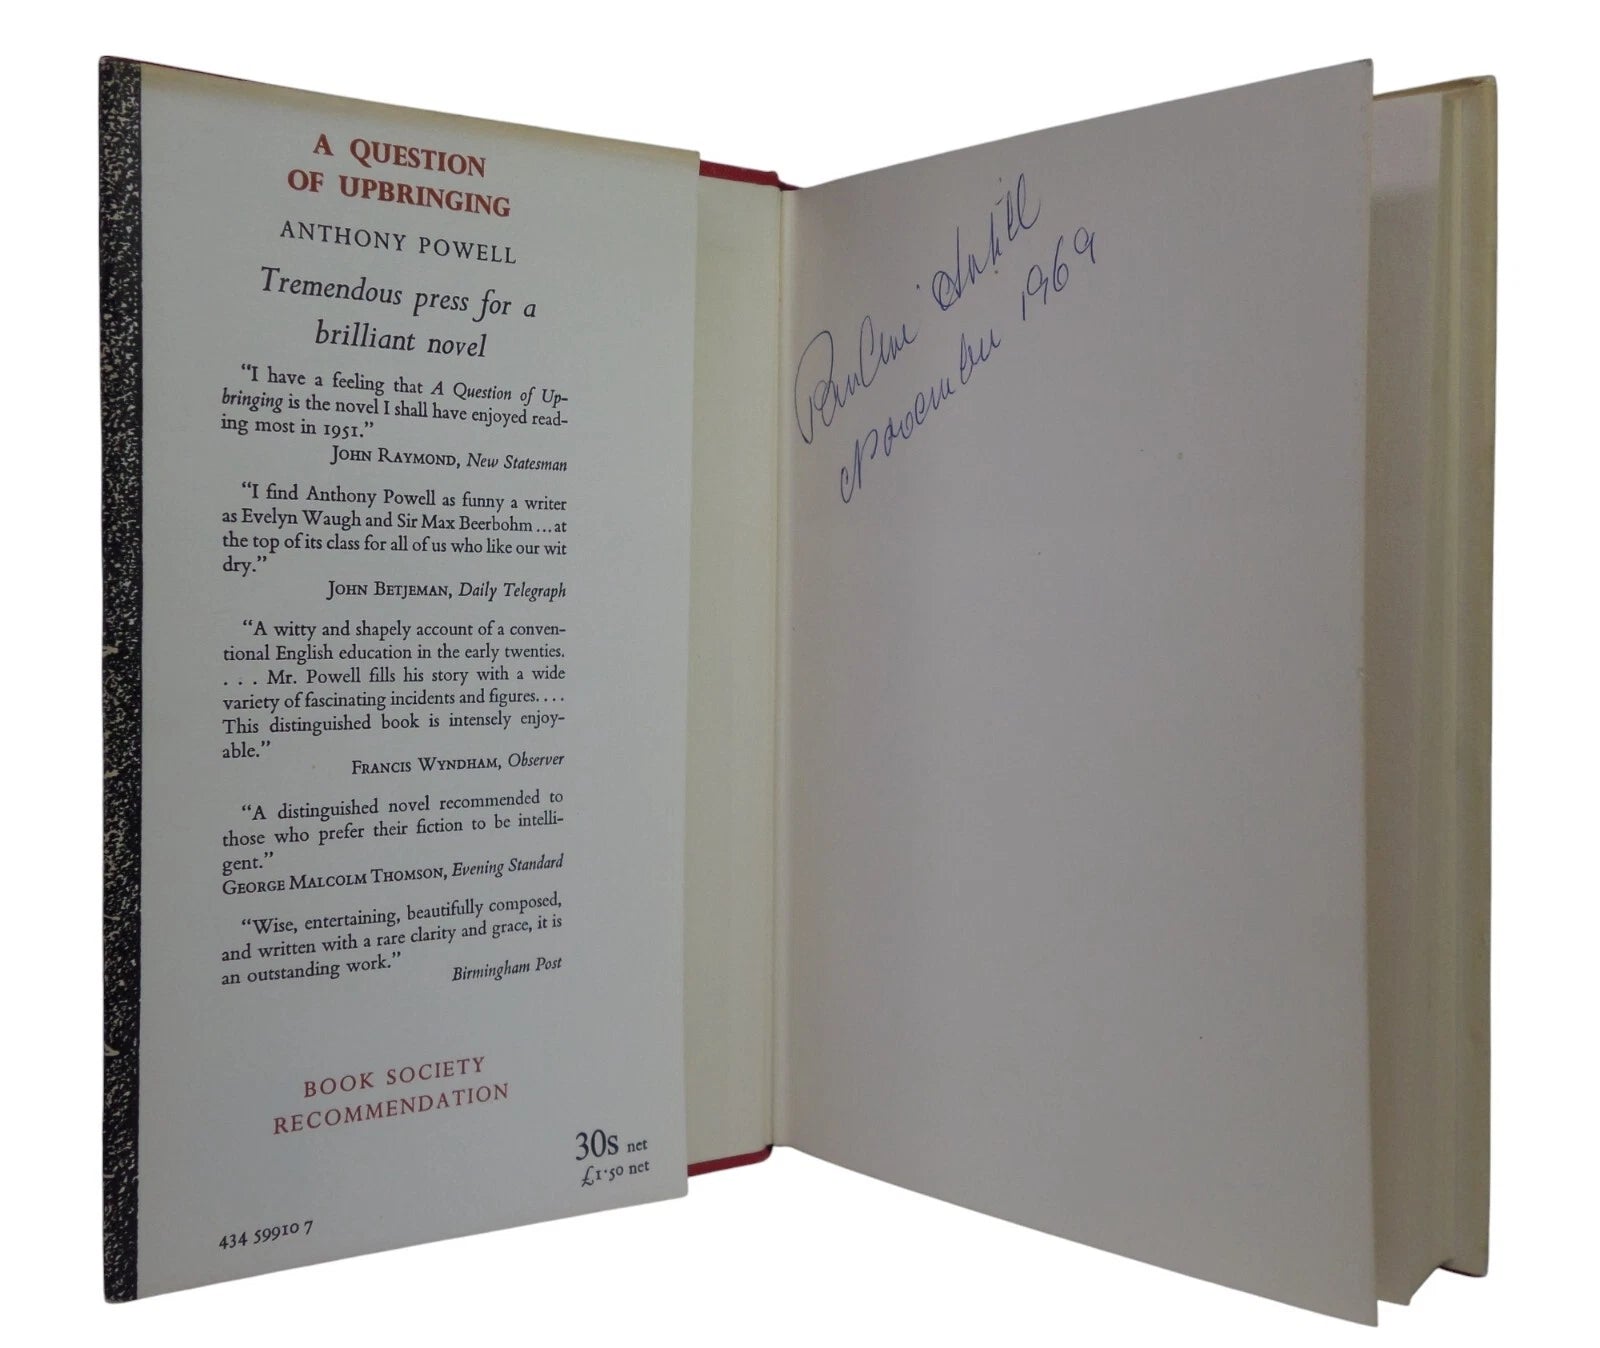 A QUESTION
OF UPBRINGING
ANTHONY POWELL
Tremendous press for a
brilliant novel
“I have a feeling that A Question of Up-
bringing is the novel I shall have enjoyed read-
ing most in 1951.”
JOHN RAYMOND, New Statesman
“I find Anthony Powell as funny a writer
as Evelyn Waugh and Sir Max Beerbohm ... at
the top of its class for all of us who like our wit
dry.”
JOHN BETJEMAN, Daily Telegraph
“A witty and shapely account of a conven-
tional English education in the early twenties.
. . . Mr. Powell fills his story with a wide
variety of fascinating incidents and figures. . . .
This distinguished book is intensely enjoy-
able.”
FRANCIS WYNDHAM, Observer
“A distinguished novel recommended to
those who prefer their fiction to be intelli-
gent.”
GEORGE MALCOLM THOMSON, Evening Standard
“Wise, entertaining, beautifully composed,
and written with a rare clarity and grace, it is
an outstanding work.”
Birmingham Post
BOOK SOCIETY
RECOMMENDATION
30s net
£1·50 net
434 59910 7
Pauline
November 1969